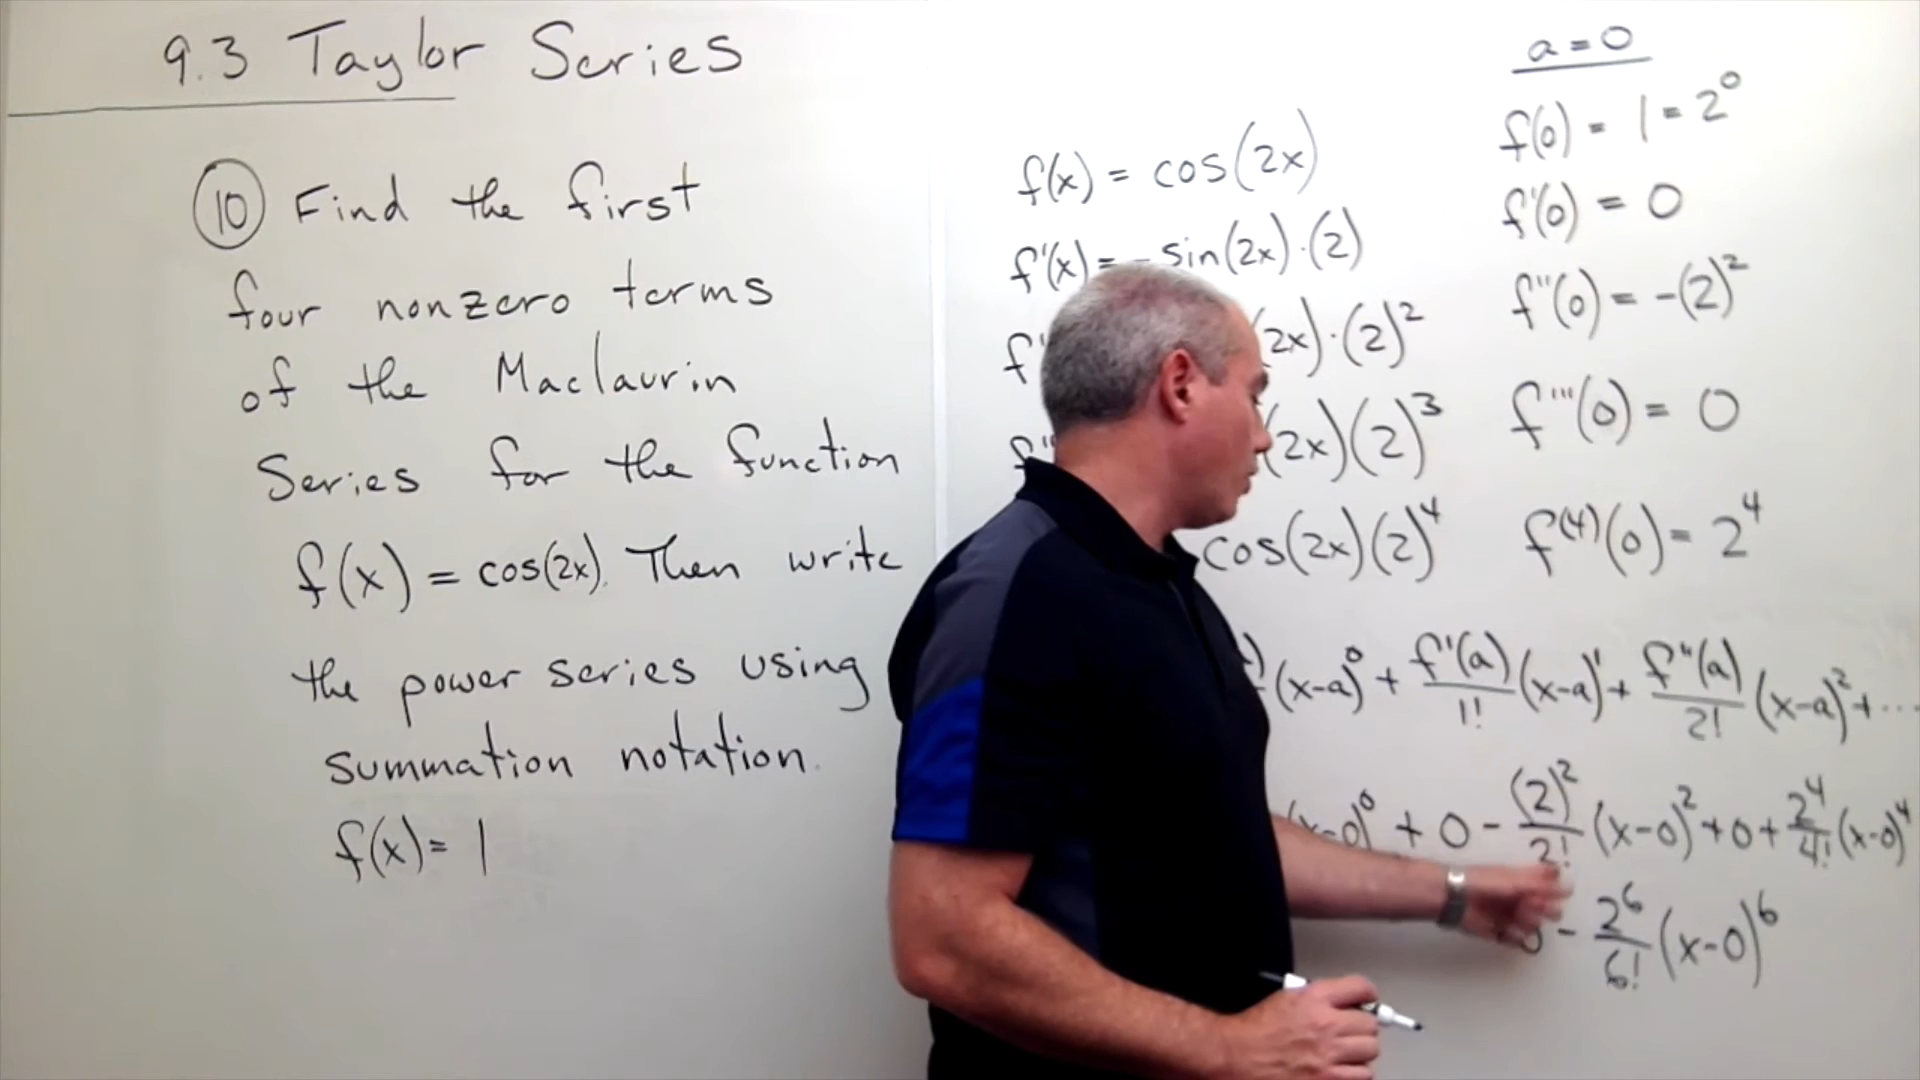 9.3 Taylor Series
10 Find the first
four nonzero terms
of the Maclaurin
Series for the function
f(x) = cos(2x). Then write
the power series using
summation notation.
f(x) = 1
f(x) = cos(2x)
f'(x) = - sin(2x)·(2)
2x)·(2)²
(2x)(2)³
cos(2x)(2)⁴
a = 0
f(0) = 1 = 2⁰
f'(0) = 0
f''(0) = -(2)²
f'''(0) = 0
f⁽⁴⁾(0) = 2⁴
(x-a)⁰ + f'(a)/1! (x-a)¹ + f''(a)/2! (x-a)² + ...
(x-0)⁰ + 0 - (2)²/2! (x-0)² + 0 + 2⁴/4! (x-0)⁴
0 - 2⁶/6! (x-0)⁶